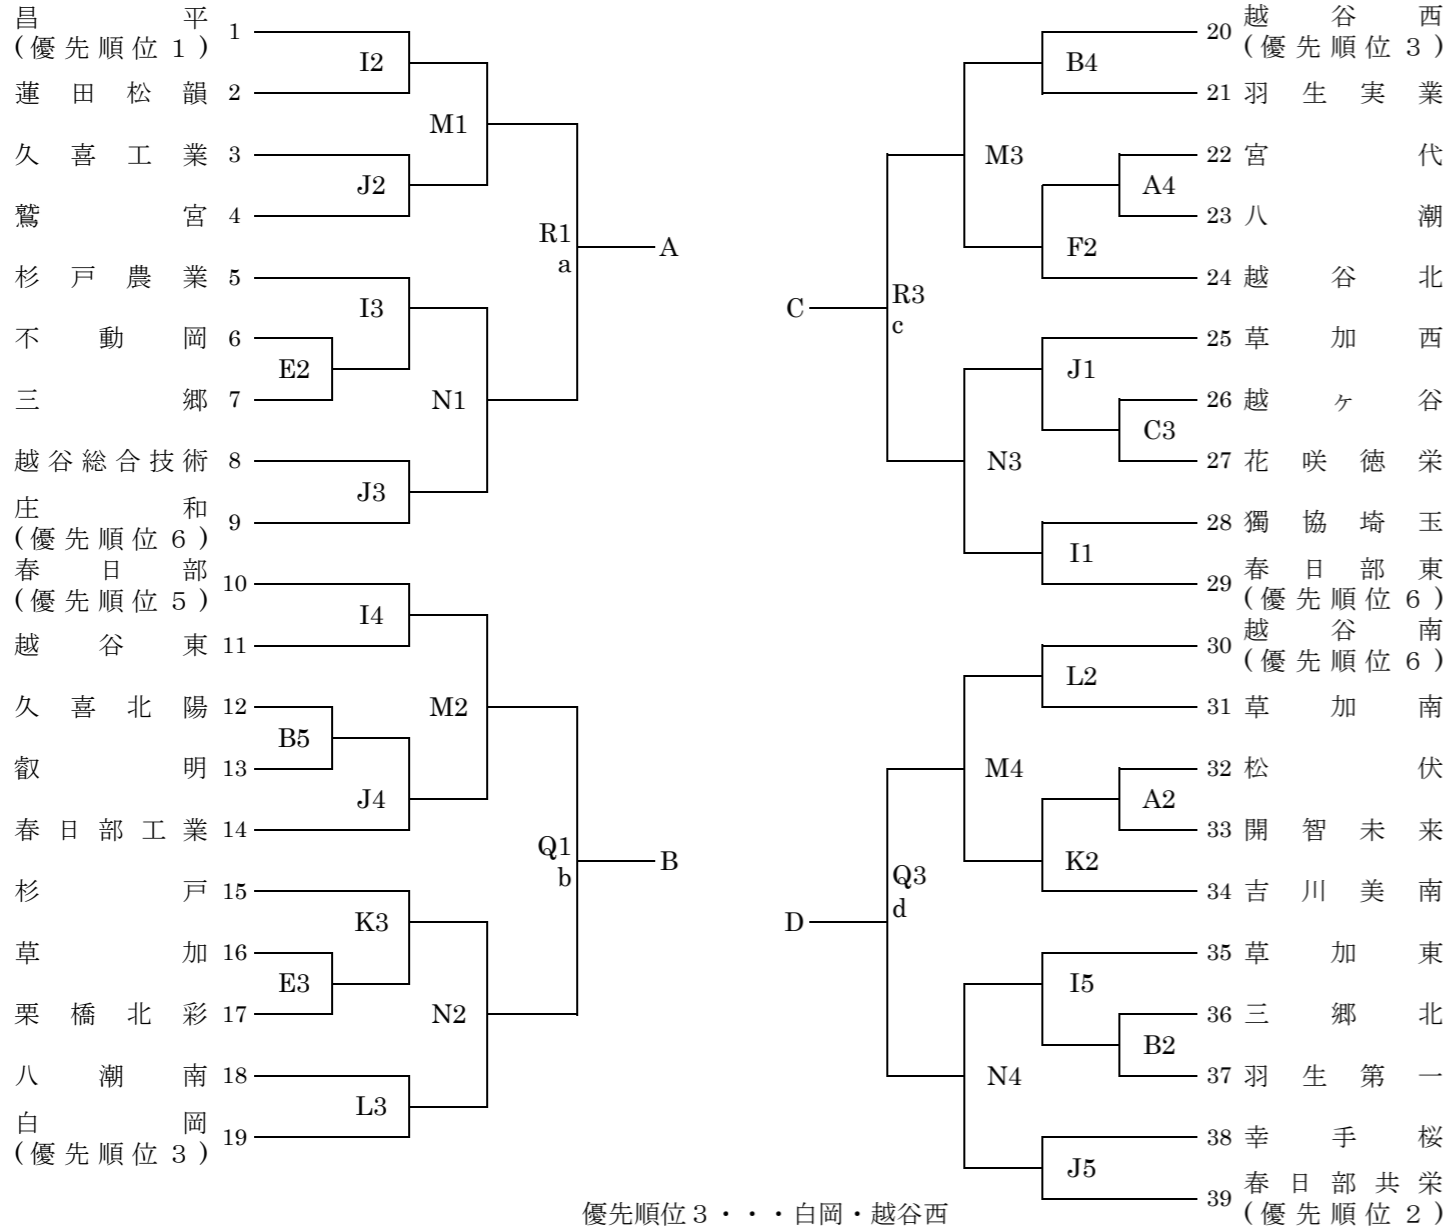 昌平 1
(優先順位1)
I2
蓮田松韻 2
M1
久喜工業 3
J2
鷲宮 4
R1
a
A
杉戸農業 5
I3
不動岡 6
E2
三郷 7
N1
越谷総合技術 8
J3
庄和 9
(優先順位6)
春日部 10
(優先順位5)
I4
越谷東 11
久喜北陽 12
M2
B5
叡明 13
J4
春日部工業 14
Q1
b
B
杉戸 15
K3
草加 16
E3
栗橋北彩 17
N2
八潮南 18
L3
白岡 19
(優先順位3)
20 越谷西
(優先順位3)
B4
21 羽生実業
M3
22 宮代
A4
23 八潮
F2
24 越谷北
C
R3
c
25 草加西
J1
26 越ヶ谷
C3
27 花咲徳栄
N3
28 獨協埼玉
I1
29 春日部東
(優先順位6)
30 越谷南
(優先順位6)
L2
31 草加南
M4
32 松伏
A2
33 開智未来
K2
34 吉川美南
D
Q3
d
35 草加東
I5
36 三郷北
B2
37 羽生第一
N4
38 幸手桜
J5
39 春日部共栄
(優先順位2)
優先順位3・・・白岡・越谷西